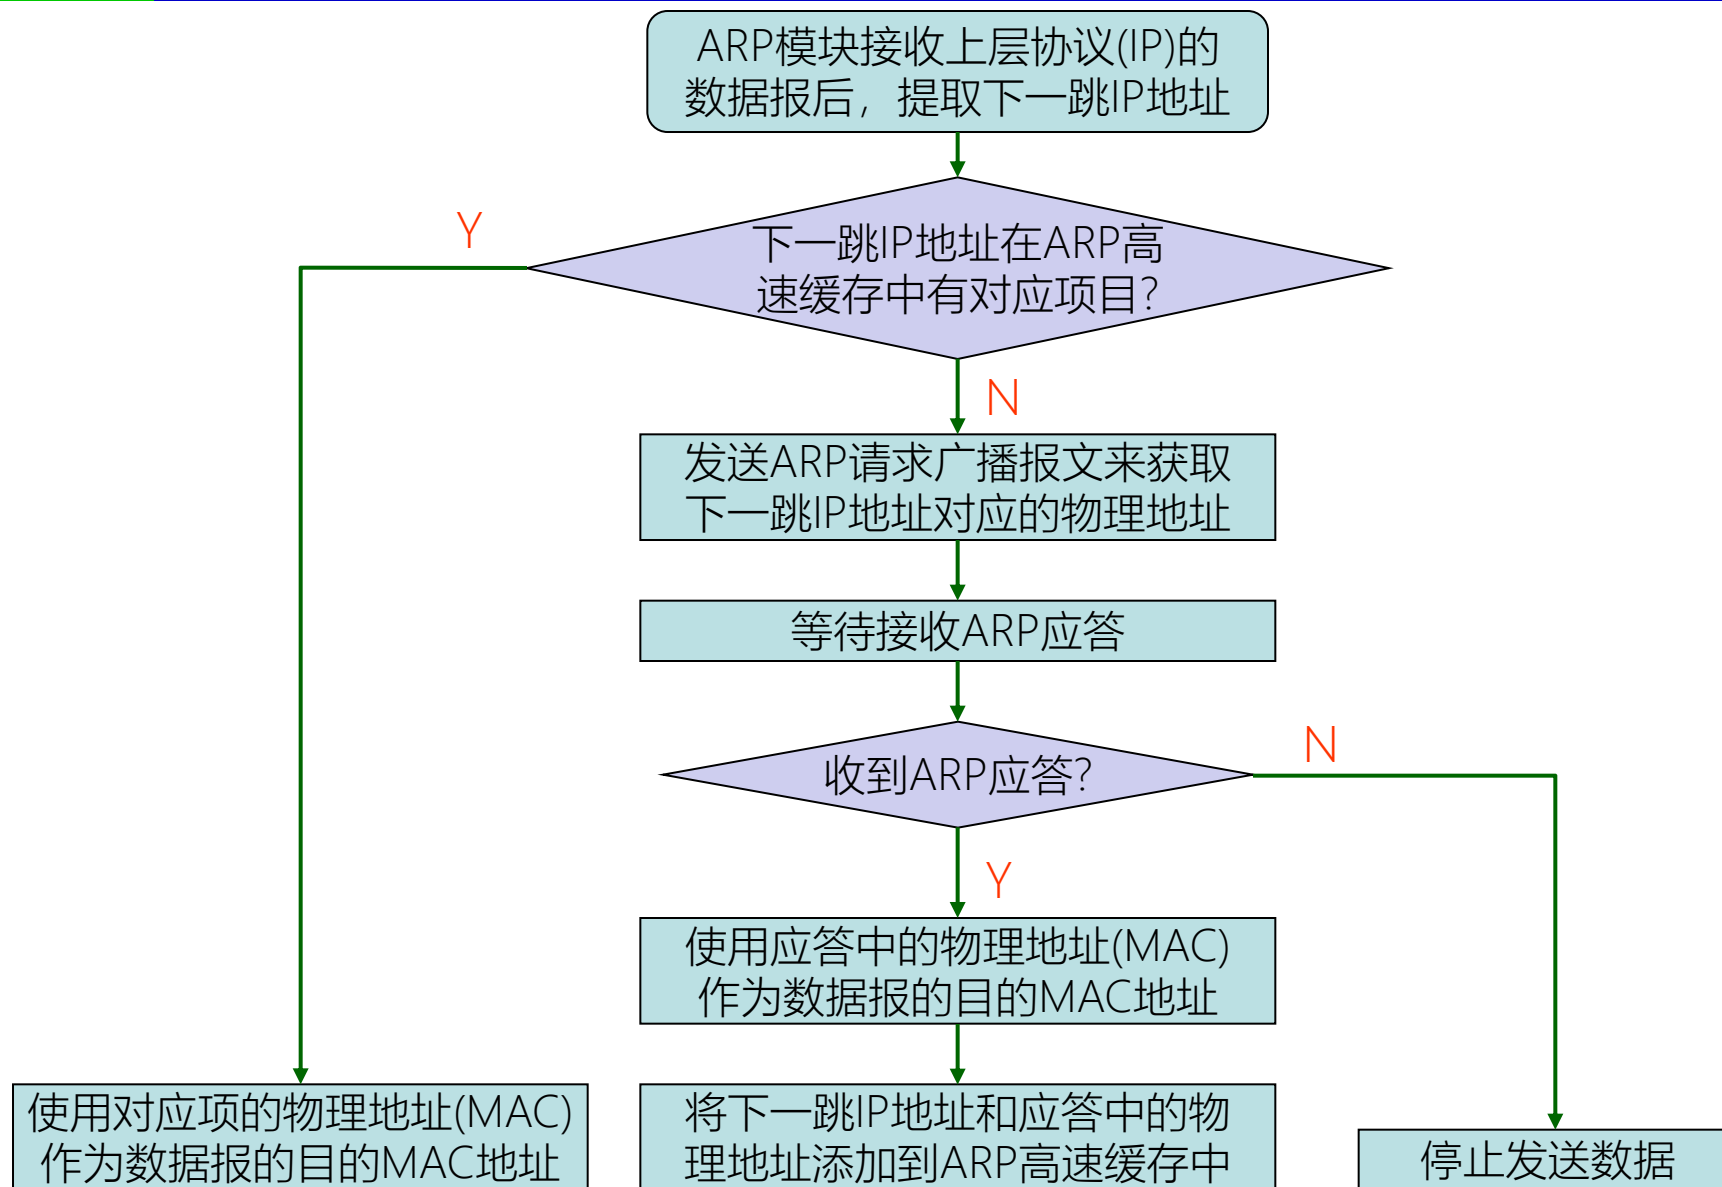 ARP模块接收上层协议(IP)的
数据报后，提取下一跳IP地址
Y
下一跳IP地址在ARP高
速缓存中有对应项目?
N
发送ARP请求广播报文来获取
下一跳IP地址对应的物理地址
等待接收ARP应答
N
收到ARP应答?
Y
使用应答中的物理地址(MAC)
作为数据报的目的MAC地址
使用对应项的物理地址(MAC)
作为数据报的目的MAC地址
将下一跳IP地址和应答中的物
理地址添加到ARP高速缓存中
停止发送数据